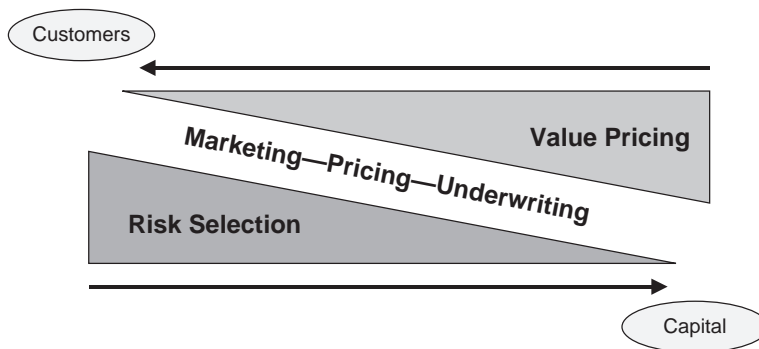 Customers
Value Pricing
Marketing—Pricing—Underwriting
Risk Selection
Capital